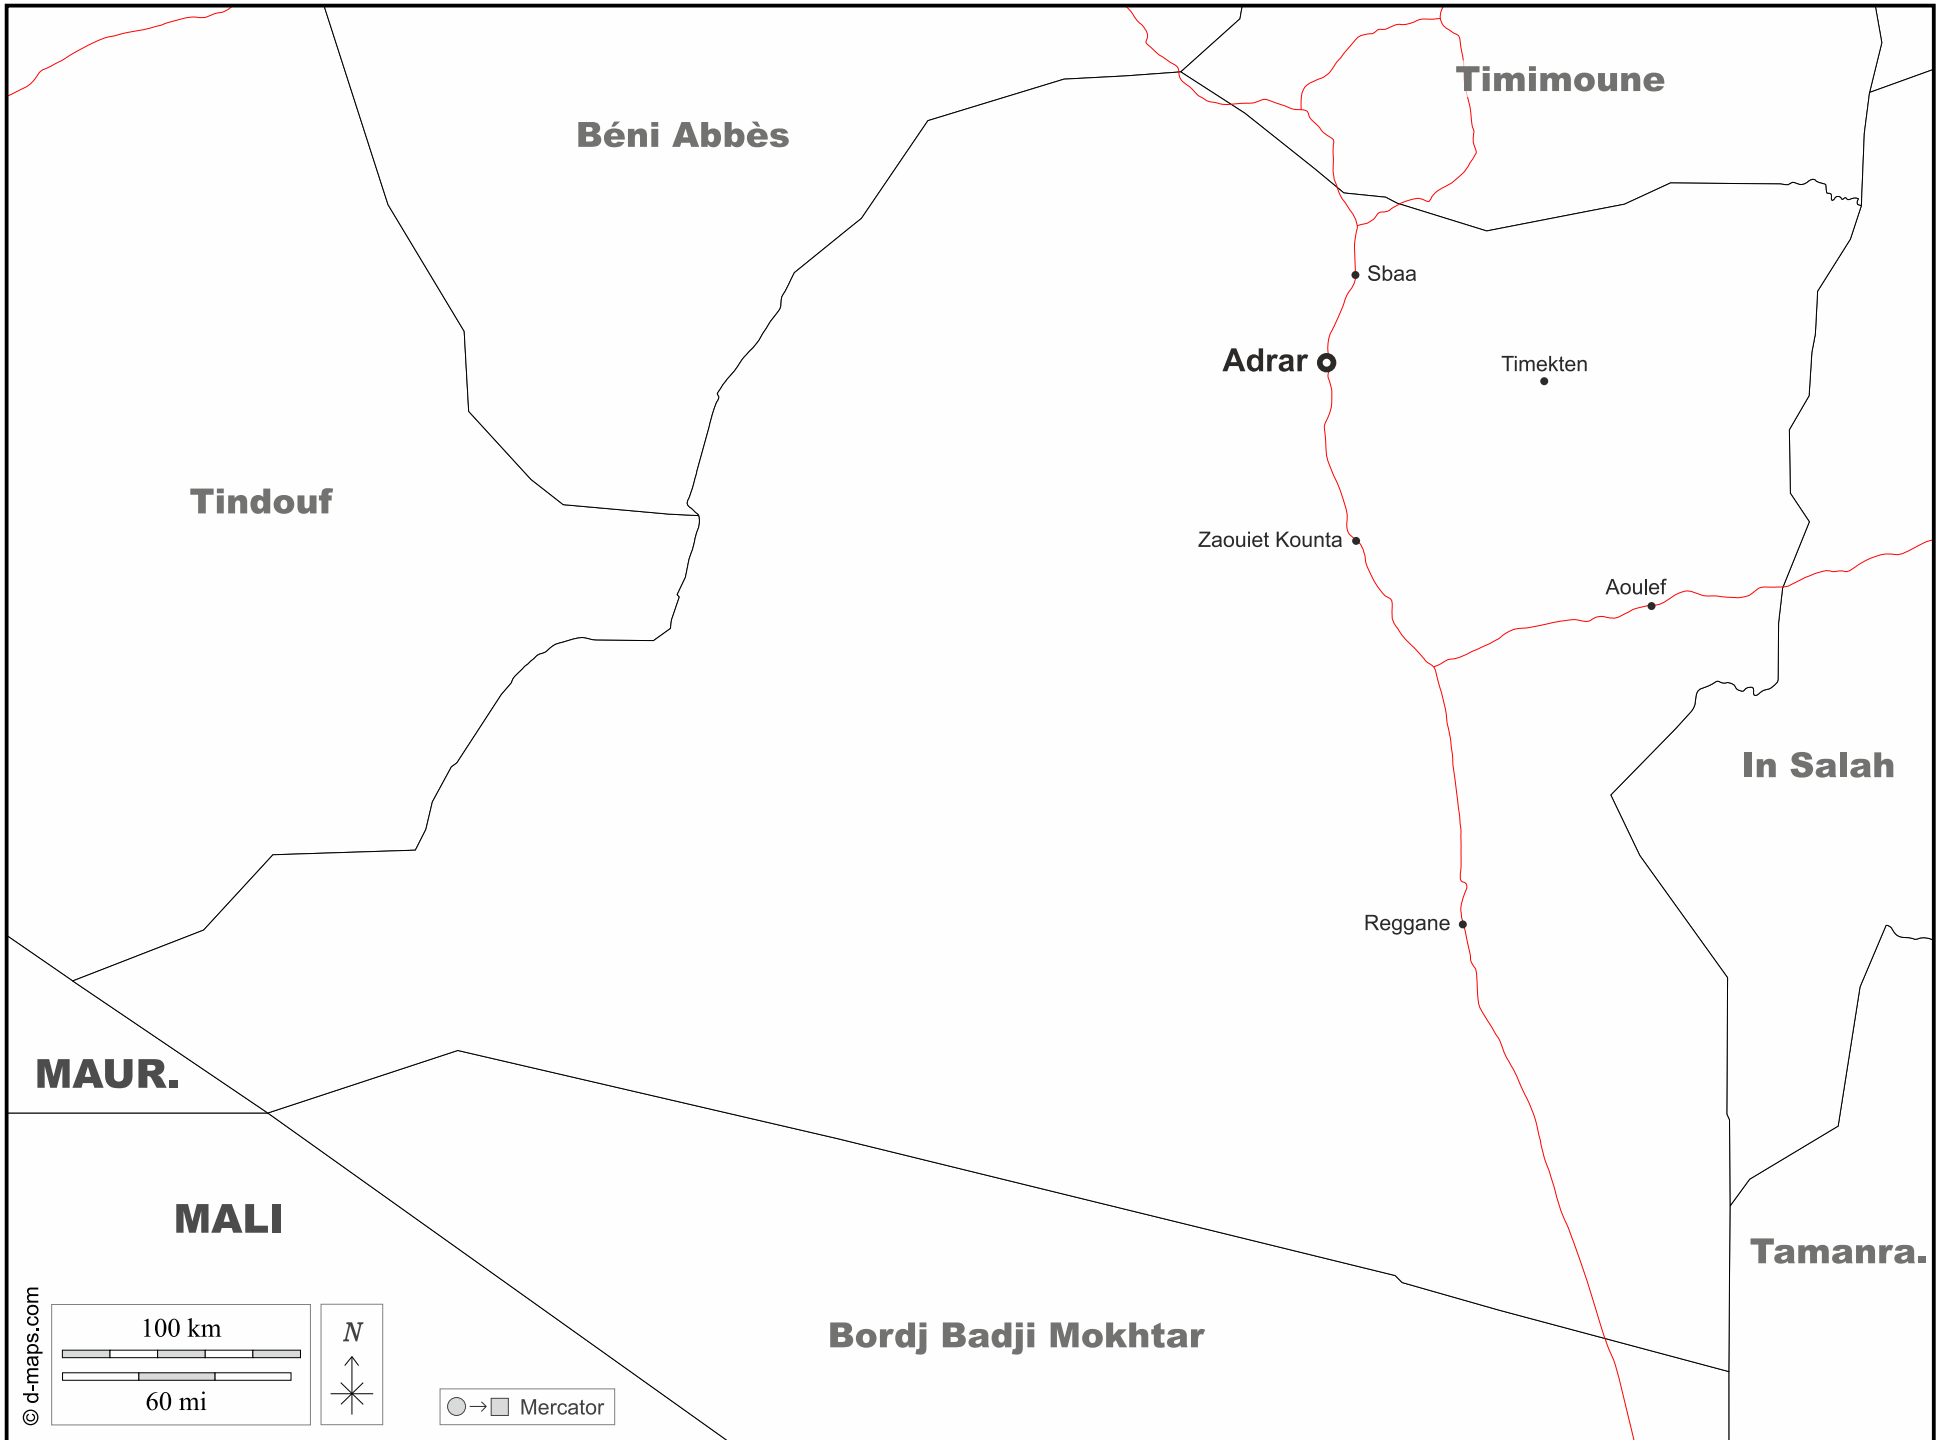 Timimoune
Béni Abbès
Sbaa
Adrar
Timekten
Tindouf
Zaouiet Kounta
Aoulef
In Salah
Reggane
MAUR.
MALI
Tamanra.
Bordj Badji Mokhtar
© d-maps.com
100 km
60 mi
N
Mercator